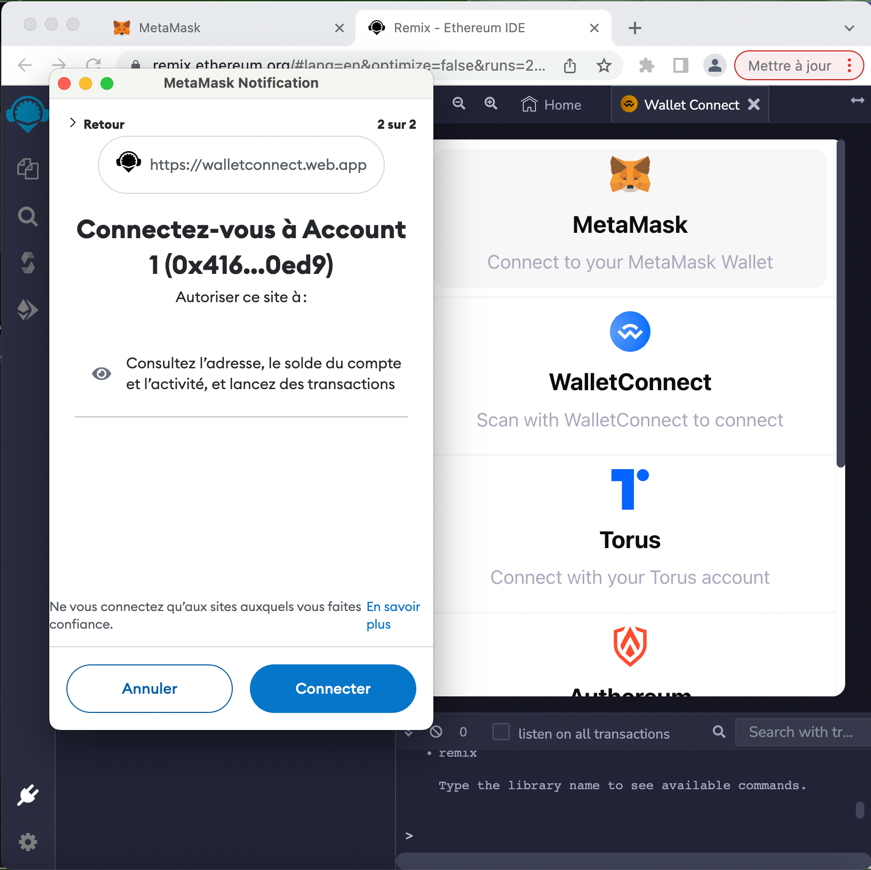 MetaMask
Remix - Ethereum IDE
remix.ethereum.org/#lang=en&optimize=false&runs=2...
Mettre à jour
MetaMask Notification
Retour
2 sur 2
https://walletconnect.web.app
Connectez-vous à Account
1 (0x416...0ed9)
Autoriser ce site à :
Consultez l’adresse, le solde du compte
et l’activité, et lancez des transactions
Ne vous connectez qu’aux sites auxquels vous faites
confiance.
En savoir
plus
Annuler
Connecter
Home
Wallet Connect
MetaMask
Connect to your MetaMask Wallet
WalletConnect
Scan with WalletConnect to connect
Torus
Connect with your Torus account
Authereum
0
listen on all transactions
Search with tr...
• remix
Type the library name to see available commands.
>